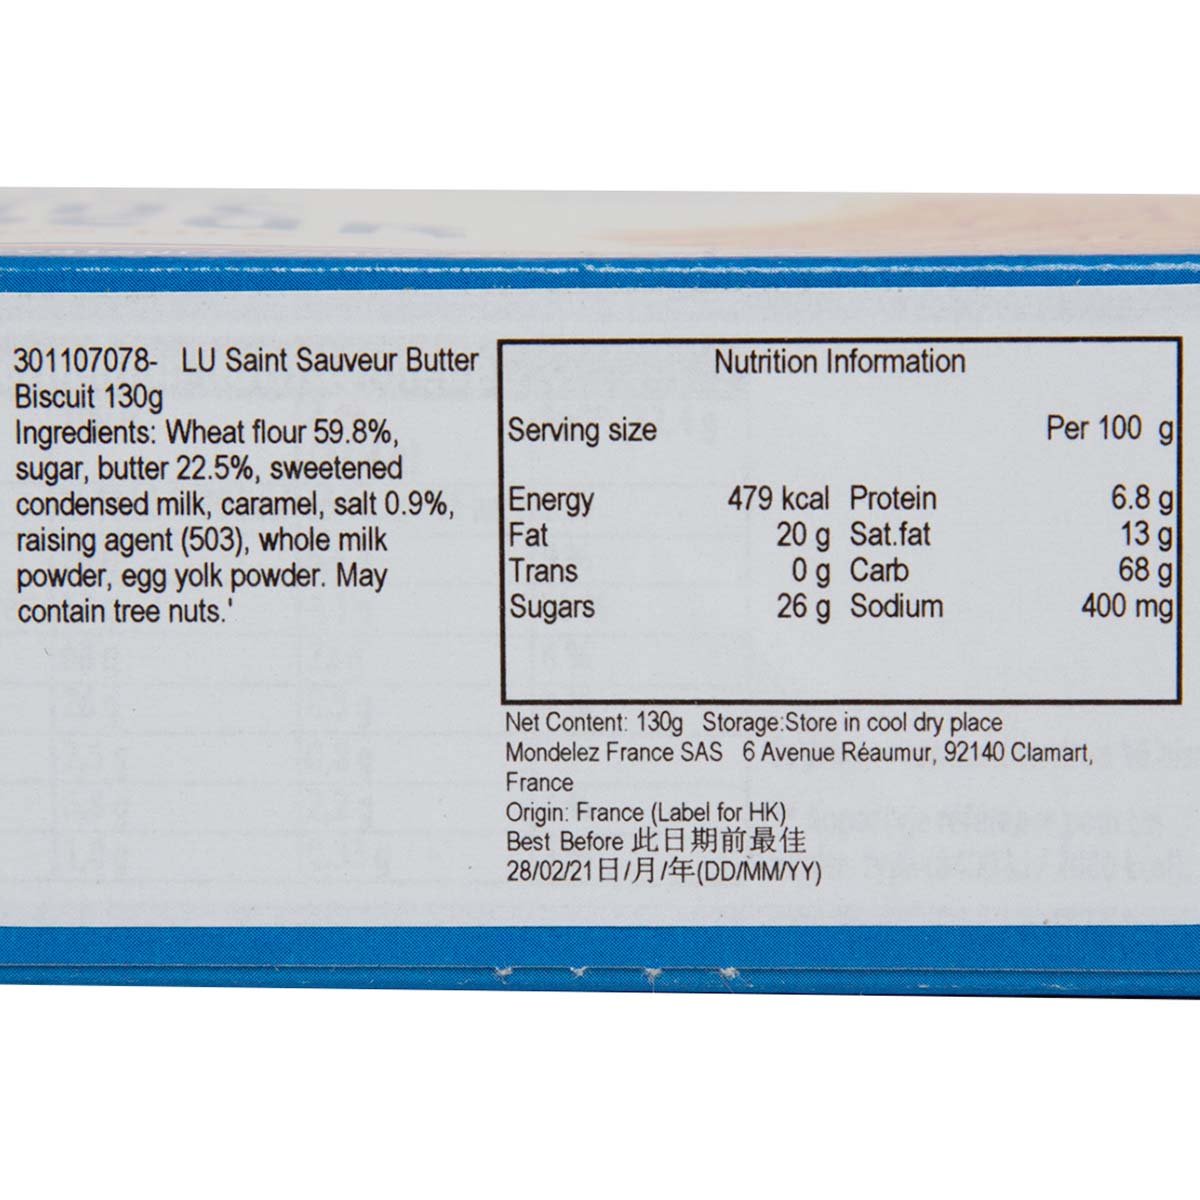 301107078- LU Saint Sauveur Butter
Biscuit 130g
Ingredients: Wheat flour 59.8%,
sugar, butter 22.5%, sweetened
condensed milk, caramel, salt 0.9%,
raising agent (503), whole milk
powder, egg yolk powder. May
contain tree nuts.'
Nutrition Information
Serving size Per 100 g
Energy 479 kcal Protein 6.8 g
Fat 20 g Sat.fat 13 g
Trans 0 g Carb 68 g
Sugars 26 g Sodium 400 mg
Net Content: 130g Storage:Store in cool dry place
Mondelez France SAS 6 Avenue Réaumur, 92140 Clamart,
France
Origin: France (Label for HK)
Best Before 此日期前最佳
28/02/21日/月/年(DD/MM/YY)